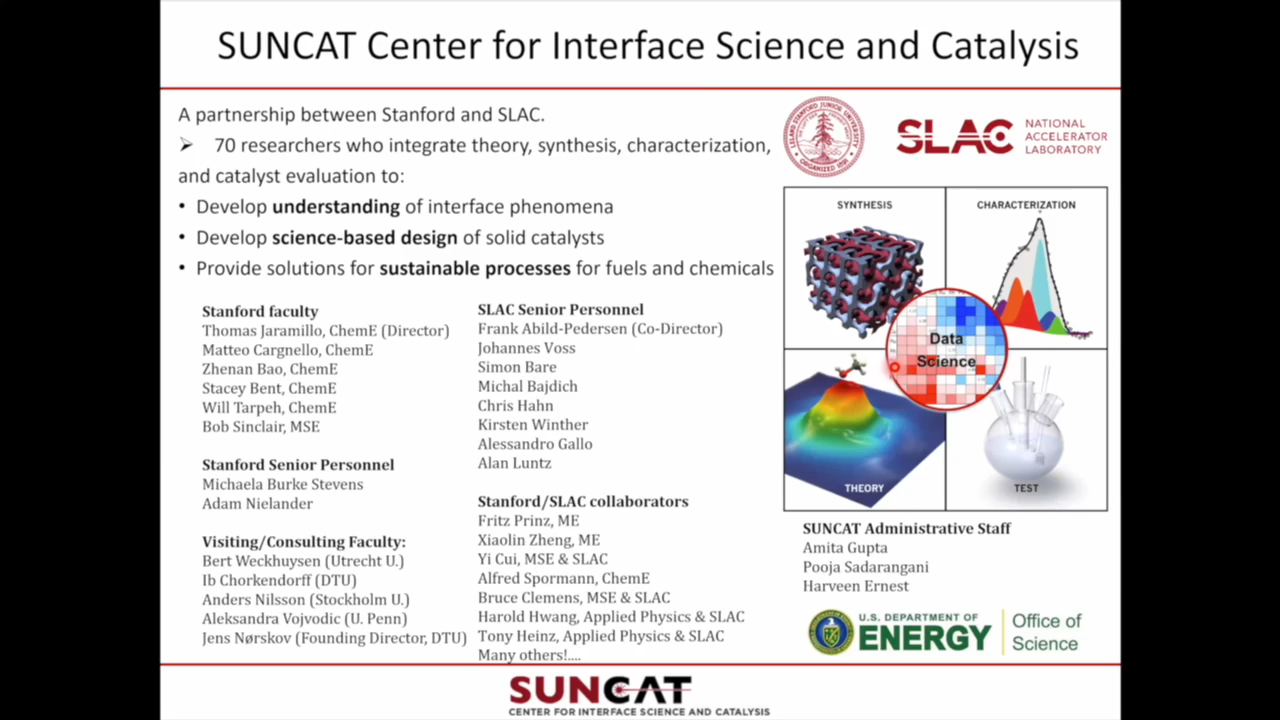 SUNCAT Center for Interface Science and Catalysis
A partnership between Stanford and SLAC.
➢ 70 researchers who integrate theory, synthesis, characterization,
and catalyst evaluation to:
• Develop understanding of interface phenomena
• Develop science-based design of solid catalysts
• Provide solutions for sustainable processes for fuels and chemicals
Stanford faculty
Thomas Jaramillo, ChemE (Director)
Matteo Cargnello, ChemE
Zhenan Bao, ChemE
Stacey Bent, ChemE
Will Tarpeh, ChemE
Bob Sinclair, MSE
Stanford Senior Personnel
Michaela Burke Stevens
Adam Nielander
Visiting/Consulting Faculty:
Bert Weckhuysen (Utrecht U.)
Ib Chorkendorff (DTU)
Anders Nilsson (Stockholm U.)
Aleksandra Vojvodic (U. Penn)
Jens Nørskov (Founding Director, DTU)
SLAC Senior Personnel
Frank Abild-Pedersen (Co-Director)
Johannes Voss
Simon Bare
Michal Bajdich
Chris Hahn
Kirsten Winther
Alessandro Gallo
Alan Luntz
Stanford/SLAC collaborators
Fritz Prinz, ME
Xiaolin Zheng, ME
Yi Cui, MSE & SLAC
Alfred Spormann, ChemE
Bruce Clemens, MSE & SLAC
Harold Hwang, Applied Physics & SLAC
Tony Heinz, Applied Physics & SLAC
Many others!....
LELAND STANFORD JUNIOR UNIVERSITY
ORGANIZED 1891
SLAC
NATIONAL
ACCELERATOR
LABORATORY
SYNTHESIS
CHARACTERIZATION
Data
Science
THEORY
TEST
SUNCAT Administrative Staff
Amita Gupta
Pooja Sadarangani
Harveen Ernest
U.S. DEPARTMENT OF
ENERGY
Office of
Science
SUNCAT
CENTER FOR INTERFACE SCIENCE AND CATALYSIS